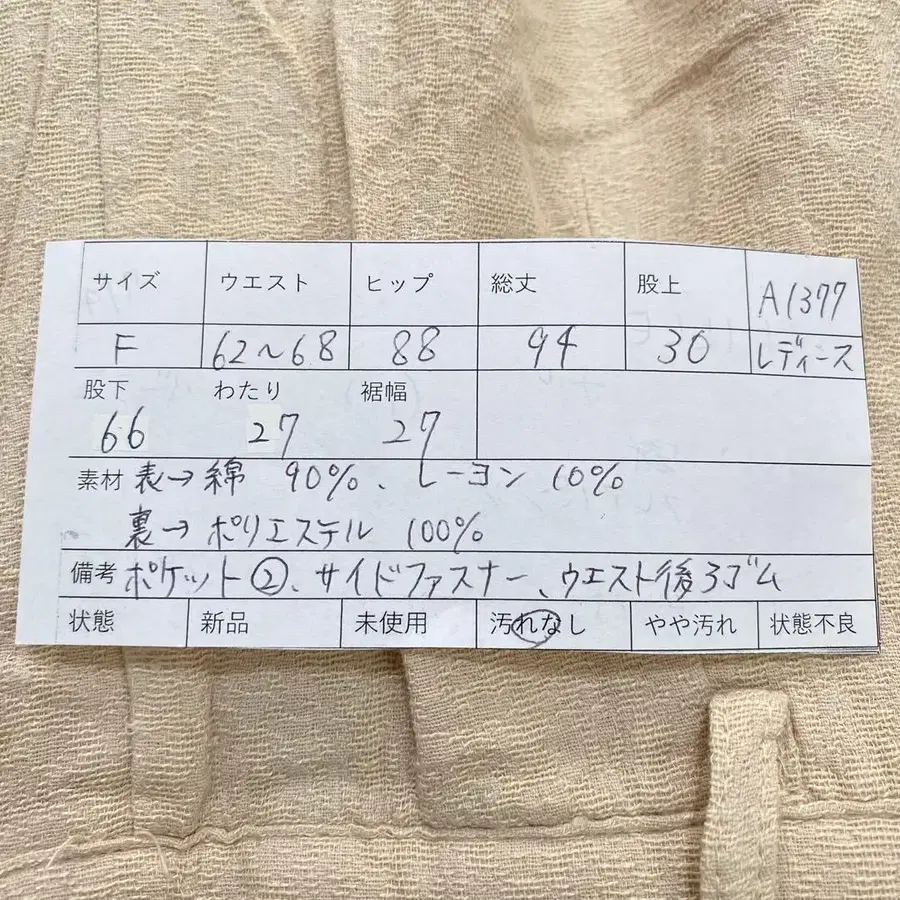 サイズ ウエスト ヒップ 総丈 股上 A1377
F 62〜68 88 94 30 レディース
股下 わたり 裾幅
66 27 27
素材 表→綿 90%、レーヨン 10%
裏→ポリエステル 100%
備考 ポケット②、サイドファスナー、ウエスト後ろゴム
状態 新品 未使用 汚れなし やや汚れ 状態不良